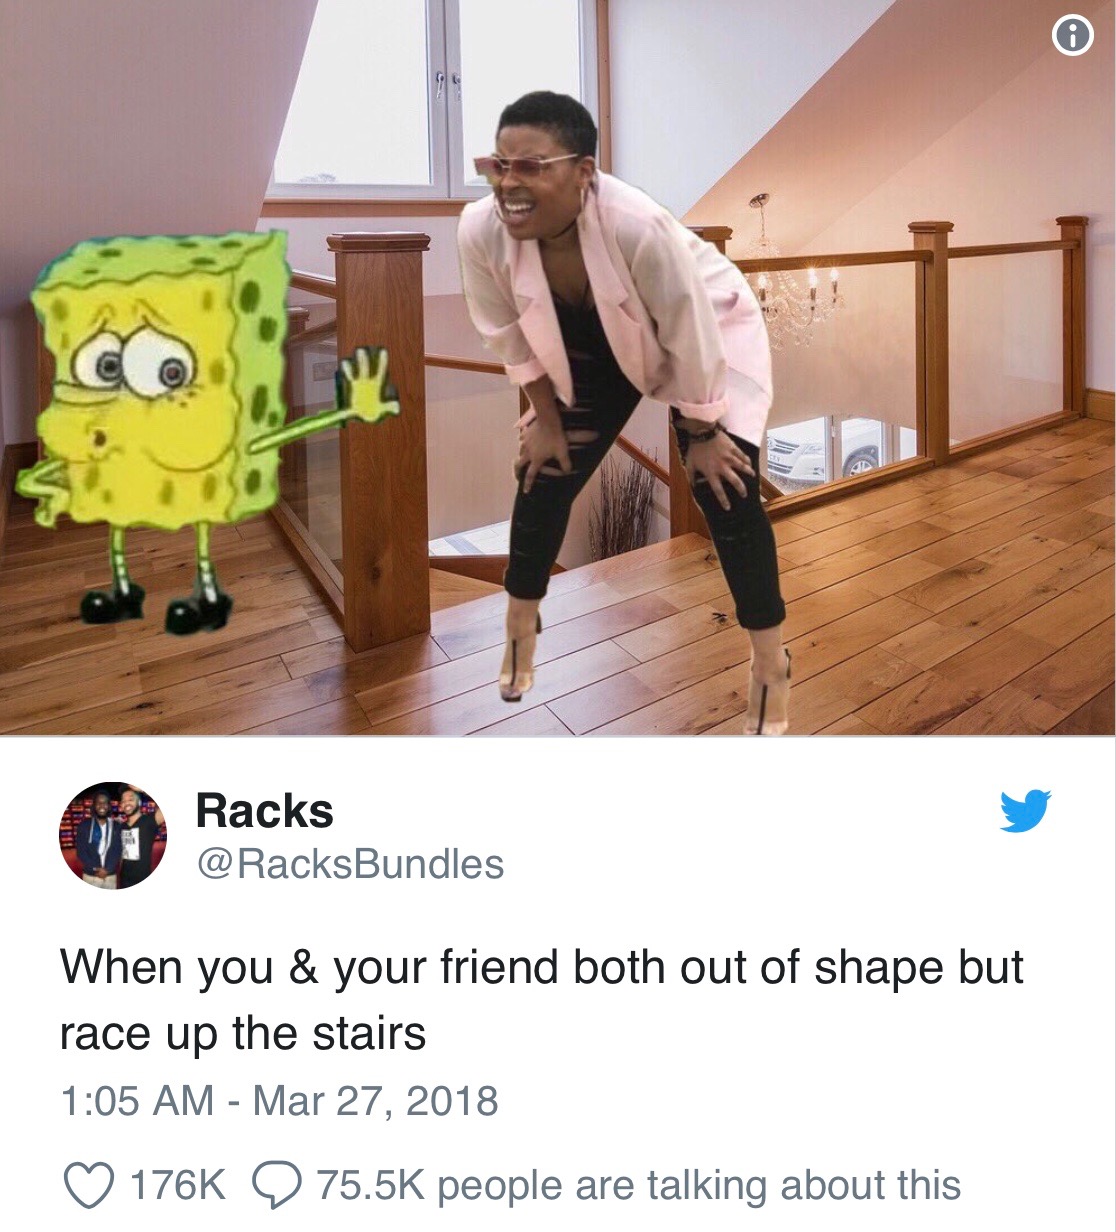 Racks
@RacksBundles
When you & your friend both out of shape but
race up the stairs
1:05 AM - Mar 27, 2018
176K 75.5K people are talking about this